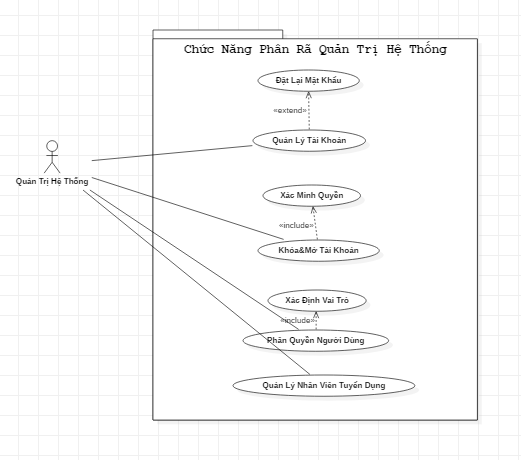 Chức Năng Phân Rã Quản Trị Hệ Thống
Đặt Lại Mật Khẩu
«extend»
Quản Lý Tài Khoản
Quản Trị Hệ Thống
Xác Minh Quyền
«include»
Khóa&Mở Tài Khoản
Xác Định Vai Trò
«include»
Phân Quyền Người Dùng
Quản Lý Nhân Viên Tuyển Dụng